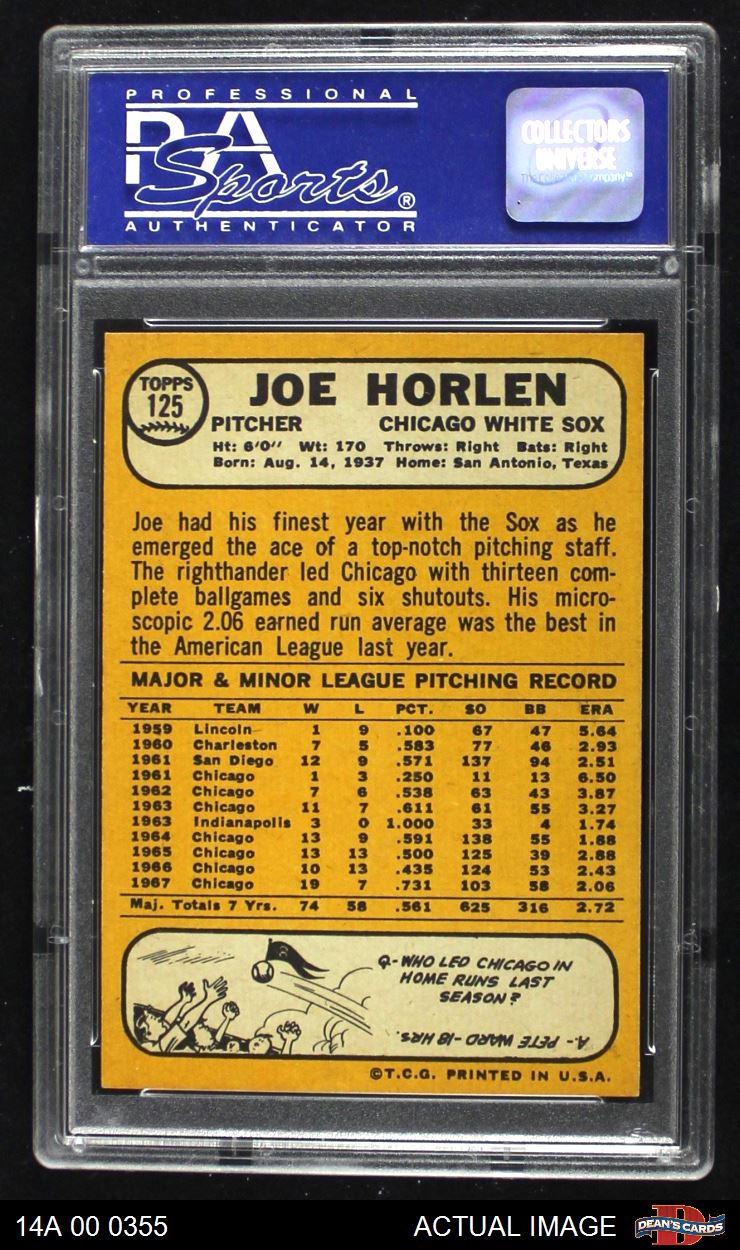 PROFESSIONAL
PSA
Sports®
AUTHENTICATOR
COLLECTORS
UNIVERSE
TOPPS
125
JOE HORLEN
PITCHER CHICAGO WHITE SOX
Ht: 6'0" Wt: 170 Throws: Right Bats: Right
Born: Aug. 14, 1937 Home: San Antonio, Texas
Joe had his finest year with the Sox as he
emerged the ace of a top-notch pitching staff.
The righthander led Chicago with thirteen com-
plete ballgames and six shutouts. His micro-
scopic 2.06 earned run average was the best in
the American League last year.
MAJOR & MINOR LEAGUE PITCHING RECORD
YEAR TEAM W L PCT. SO BB ERA
1959 Lincoln 1 9 .100 67 47 5.64
1960 Charleston 7 5 .583 77 46 2.93
1961 San Diego 12 9 .571 137 94 2.51
1961 Chicago 1 3 .250 11 13 6.50
1962 Chicago 7 6 .538 63 43 3.87
1963 Chicago 11 7 .611 61 55 3.27
1963 Indianapolis 3 0 1.000 33 4 1.74
1964 Chicago 13 9 .591 138 55 1.88
1965 Chicago 13 13 .500 125 39 2.88
1966 Chicago 10 13 .435 124 53 2.43
1967 Chicago 19 7 .731 103 58 2.06
Maj. Totals 7 Yrs. 74 58 .561 625 316 2.72
Q-WHO LED CHICAGO IN
HOME RUNS LAST
SEASON?
A.- PETE WARD-18 HRS.
©T.C.G. PRINTED IN U.S.A.
14A 00 0355 ACTUAL IMAGE
DEAN'S CARDS